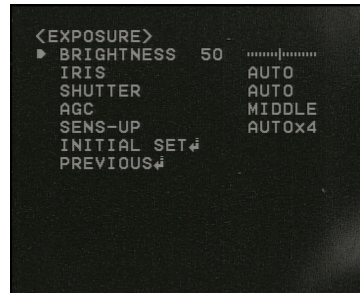 <EXPOSURE>
BRIGHTNESS 50
IRIS AUTO
SHUTTER AUTO
AGC MIDDLE
SENS-UP AUTOx4
INITIAL SET↲
PREVIOUS↲